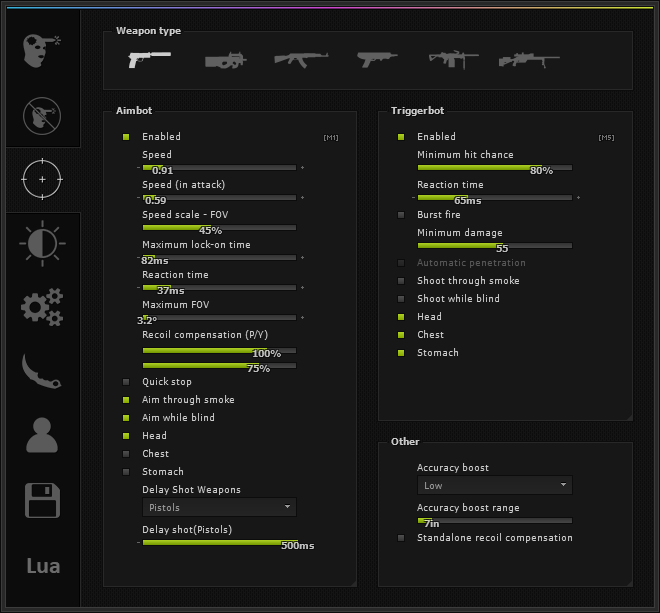 Weapon type
Aimbot
Enabled
[M1]
Speed
0.91
Speed (in attack)
0.59
Speed scale - FOV
45%
Maximum lock-on time
82ms
Reaction time
37ms
Maximum FOV
3.2°
Recoil compensation (P/Y)
100%
75%
Quick stop
Aim through smoke
Aim while blind
Head
Chest
Stomach
Delay Shot Weapons
Pistols
Delay shot(Pistols)
500ms
Triggerbot
Enabled
[M5]
Minimum hit chance
80%
Reaction time
65ms
Burst fire
Minimum damage
55
Automatic penetration
Shoot through smoke
Shoot while blind
Head
Chest
Stomach
Other
Accuracy boost
Low
Accuracy boost range
7in
Standalone recoil compensation
Lua